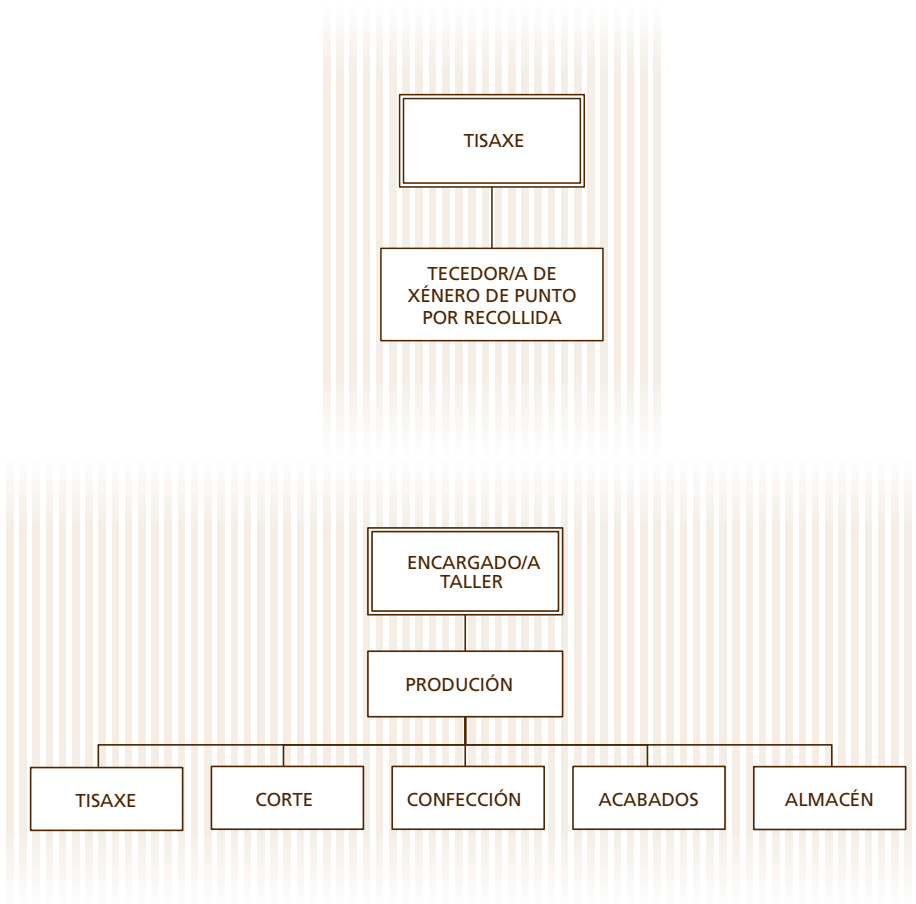 TISAXE
TECEDOR/A DE
XÉNERO DE PUNTO
POR RECOLLIDA
ENCARGADO/A
TALLER
PRODUCIÓN
TISAXE
CORTE
CONFECCIÓN
ACABADOS
ALMACÉN